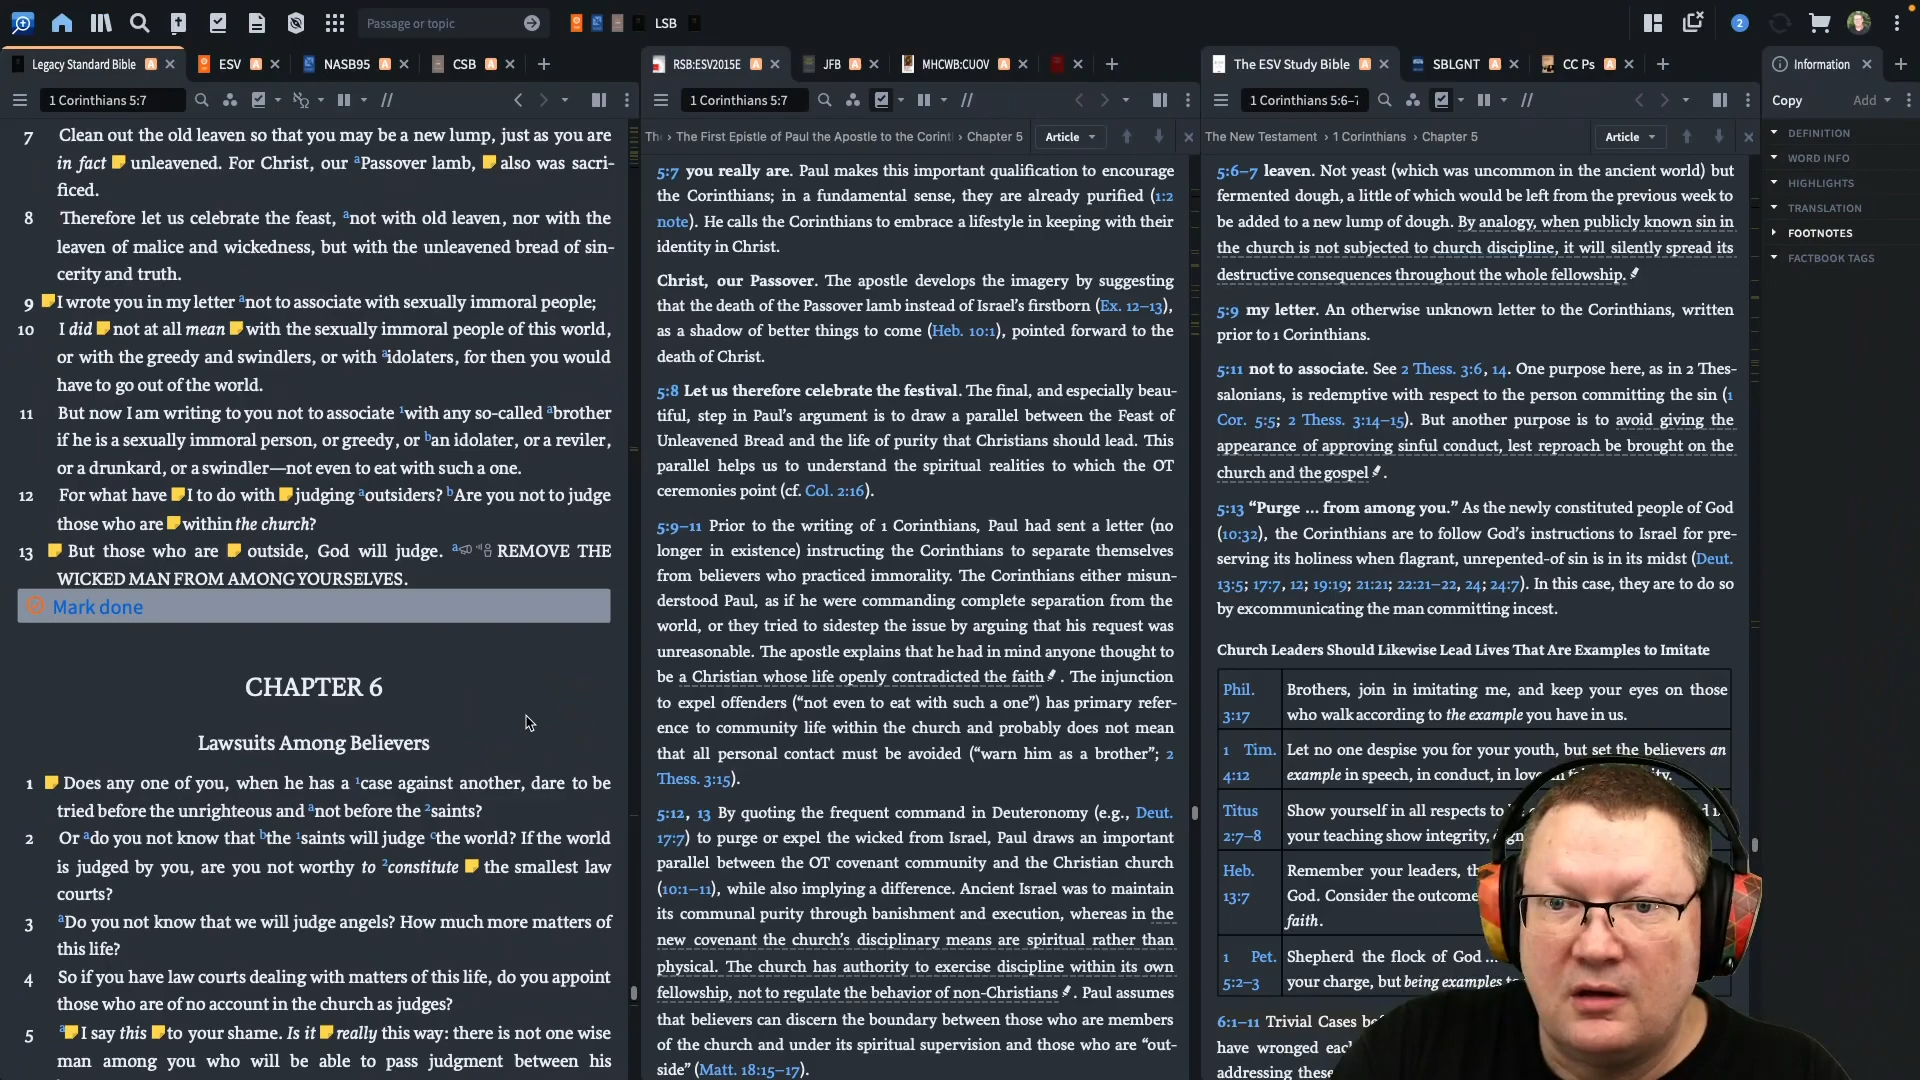 Passage or topic
LSB
2
Legacy Standard Bible A
ESV A
NASB95 A
CSB A
RSB:ESV2015E A
JFB A
MHCWB:CUOV A
The ESV Study Bible A
SBLGNT A
CC Ps A
Information
1 Corinthians 5:7
1 Corinthians 5:7
1 Corinthians 5:6–7
Copy
Add
7 Clean out the old leaven so that you may be a new lump, just as you are
in fact unleavened. For Christ, our aPassover lamb, also was sacri-
ficed.
8 Therefore let us celebrate the feast, anot with old leaven, nor with the
leaven of malice and wickedness, but with the unleavened bread of sin-
cerity and truth.
9 I wrote you in my letter anot to associate with sexually immoral people;
10 I did not at all mean with the sexually immoral people of this world,
or with the greedy and swindlers, or with aidolaters, for then you would
have to go out of the world.
11 But now I am writing to you not to associate 1with any so-called abrother
if he is a sexually immoral person, or greedy, or ban idolater, or a reviler,
or a drunkard, or a swindler—not even to eat with such a one.
12 For what have I to do with judging aoutsiders? bAre you not to judge
those who are within the church?
13 But those who are outside, God will judge. a REMOVE THE
WICKED MAN FROM AMONG YOURSELVES.
Mark done
CHAPTER 6
Lawsuits Among Believers
1 Does any one of you, when he has a 1case against another, dare to be
tried before the unrighteous and anot before the 2saints?
2 Or ado you not know that bthe 1saints will judge cthe world? If the world
is judged by you, are you not worthy to 2constitute the smallest law
courts?
3 aDo you not know that we will judge angels? How much more matters of
this life?
4 So if you have law courts dealing with matters of this life, do you appoint
those who are of no account in the church as judges?
5 aI say this to your shame. Is it really this way: there is not one wise
man among you who will be able to pass judgment between his
The › The First Epistle of Paul the Apostle to the Corint › Chapter 5
Article
5:7 you really are. Paul makes this important qualification to encourage
the Corinthians; in a fundamental sense, they are already purified (1:2
note). He calls the Corinthians to embrace a lifestyle in keeping with their
identity in Christ.
Christ, our Passover. The apostle develops the imagery by suggesting
that the death of the Passover lamb instead of Israel’s firstborn (Ex. 12–13),
as a shadow of better things to come (Heb. 10:1), pointed forward to the
death of Christ.
5:8 Let us therefore celebrate the festival. The final, and especially beau-
tiful, step in Paul’s argument is to draw a parallel between the Feast of
Unleavened Bread and the life of purity that Christians should lead. This
parallel helps us to understand the spiritual realities to which the OT
ceremonies point (cf. Col. 2:16).
5:9–11 Prior to the writing of 1 Corinthians, Paul had sent a letter (no
longer in existence) instructing the Corinthians to separate themselves
from believers who practiced immorality. The Corinthians either misun-
derstood Paul, as if he were commanding complete separation from the
world, or they tried to sidestep the issue by arguing that his request was
unreasonable. The apostle explains that he had in mind anyone thought to
be a Christian whose life openly contradicted the faith. The injunction
to expel offenders (“not even to eat with such a one”) has primary refer-
ence to community life within the church and probably does not mean
that all personal contact must be avoided (“warn him as a brother”; 2
Thess. 3:15).
5:12, 13 By quoting the frequent command in Deuteronomy (e.g., Deut.
17:7) to purge or expel the wicked from Israel, Paul draws an important
parallel between the OT covenant community and the Christian church
(10:1–11), while also implying a difference. Ancient Israel was to maintain
its communal purity through banishment and execution, whereas in the
new covenant the church’s disciplinary means are spiritual rather than
physical. The church has authority to exercise discipline within its own
fellowship, not to regulate the behavior of non-Christians. Paul assumes
that believers can discern the boundary between those who are members
of the church and under its spiritual supervision and those who are “out-
side” (Matt. 18:15–17).
The New Testament › 1 Corinthians › Chapter 5
Article
5:6–7 leaven. Not yeast (which was uncommon in the ancient world) but
fermented dough, a little of which would be left from the previous week to
be added to a new lump of dough. By analogy, when publicly known sin in
the church is not subjected to church discipline, it will silently spread its
destructive consequences throughout the whole fellowship.
5:9 my letter. An otherwise unknown letter to the Corinthians, written
prior to 1 Corinthians.
5:11 not to associate. See 2 Thess. 3:6, 14. One purpose here, as in 2 Thes-
salonians, is redemptive with respect to the person committing the sin (1
Cor. 5:5; 2 Thess. 3:14–15). But another purpose is to avoid giving the
appearance of approving sinful conduct, lest reproach be brought on the
church and the gospel.
5:13 “Purge … from among you.” As the newly constituted people of God
(10:32), the Corinthians are to follow God’s instructions to Israel for pre-
serving its holiness when flagrant, unrepented-of sin is in its midst (Deut.
13:5; 17:7, 12; 19:19; 21:21; 22:21–22, 24; 24:7). In this case, they are to do so
by excommunicating the man committing incest.
Church Leaders Should Likewise Lead Lives That Are Examples to Imitate
Phil. 3:17 Brothers, join in imitating me, and keep your eyes on those
who walk according to the example you have in us.
1 Tim. 4:12 Let no one despise you for your youth, but set the believers an
example in speech, in conduct, in love, in
Titus 2:7–8 Show yourself in all respects to be
your teaching show integrity,
Heb. 13:7 Remember your leaders,
God. Consider the outcome
faith.
1 Pet. 5:2–3 Shepherd the flock of God …
your charge, but being examples
6:1–11 Trivial Cases
have wronged
addressing these
DEFINITION
WORD INFO
HIGHLIGHTS
TRANSLATION
FOOTNOTES
FACTBOOK TAGS